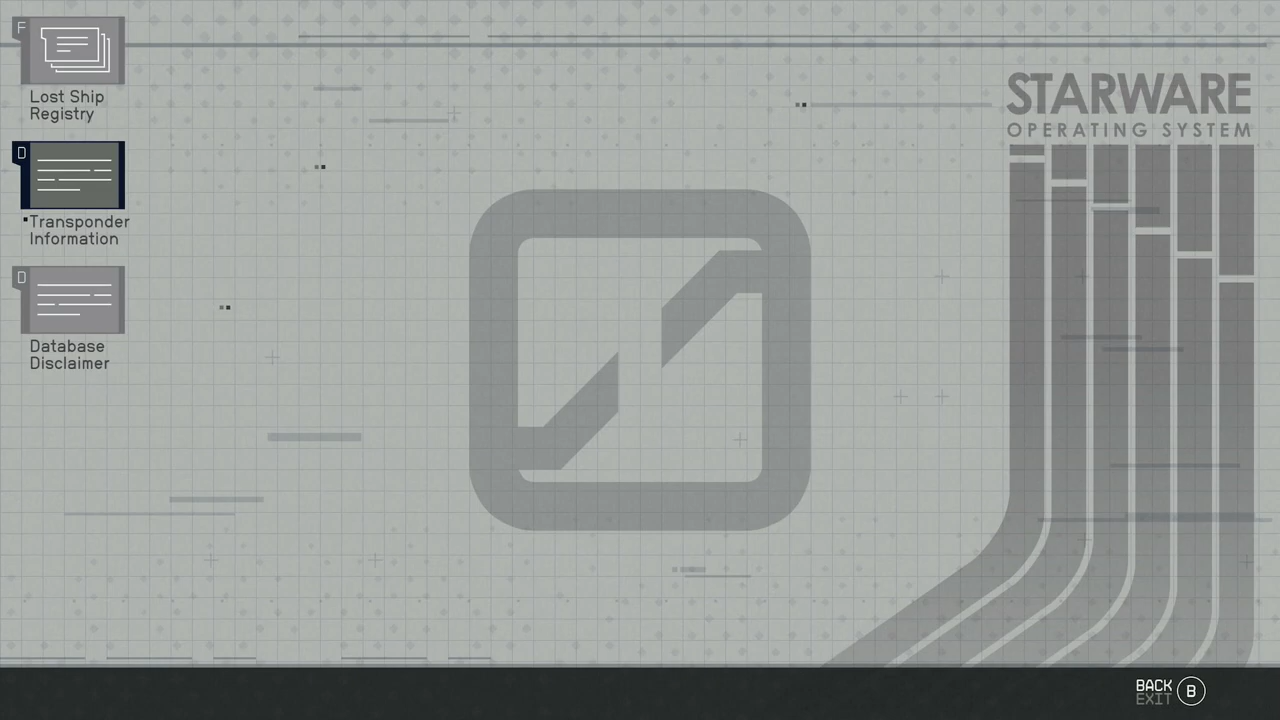 F
Lost Ship
Registry
D
Transponder
Information
D
Database
Disclaimer
STARWARE
OPERATING SYSTEM
BACK
EXIT
B